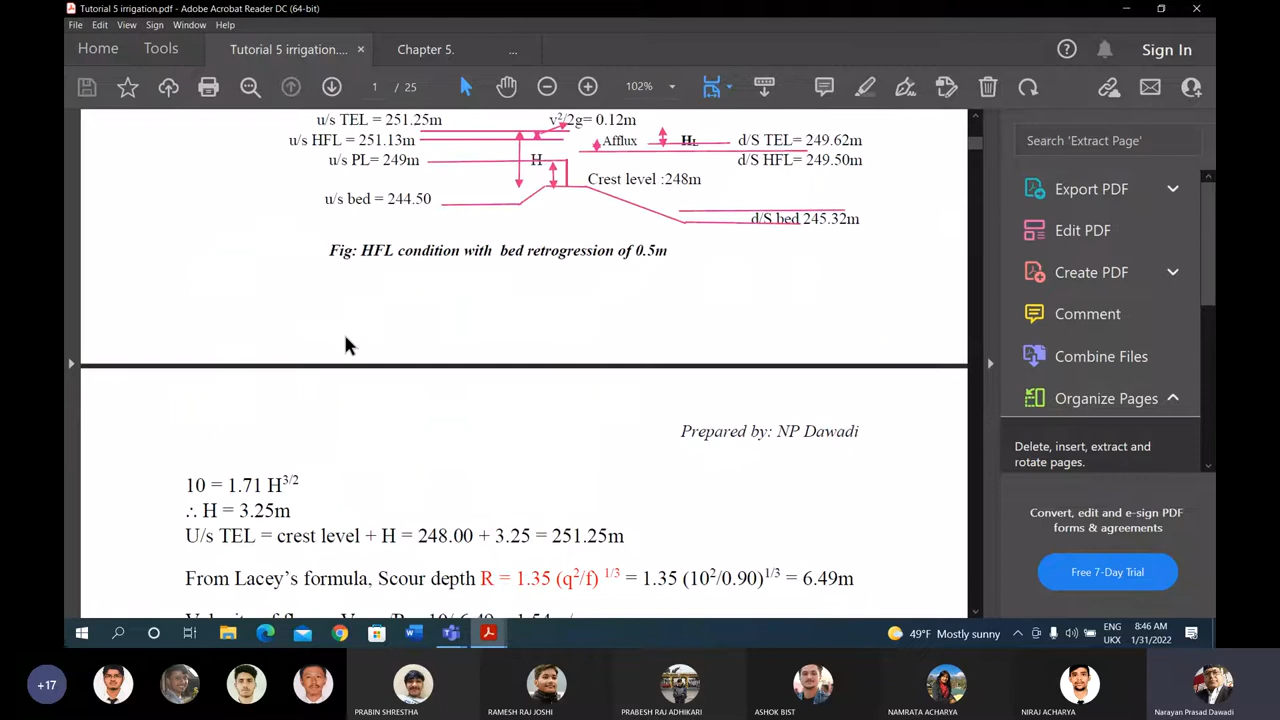 Tutorial 5 irrigation.pdf - Adobe Acrobat Reader DC (64-bit)
File Edit View Sign Window Help
Home Tools Tutorial 5 irrigation.... × Chapter 5. ... Sign In
1 / 25 102%
u/s TEL = 251.25m v²/2g= 0.12m
u/s HFL = 251.13m Afflux HL d/S TEL= 249.62m
u/s PL= 249m H d/S HFL= 249.50m
Crest level :248m
u/s bed = 244.50
d/S bed 245.32m
Fig: HFL condition with bed retrogression of 0.5m
Prepared by: NP Dawadi
10 = 1.71 H^3/2
∴ H = 3.25m
U/s TEL = crest level + H = 248.00 + 3.25 = 251.25m
From Lacey's formula, Scour depth R = 1.35 (q²/f) ^1/3 = 1.35 (10²/0.90)^1/3 = 6.49m
Search 'Extract Page'
Export PDF
Edit PDF
Create PDF
Comment
Combine Files
Organize Pages
Delete, insert, extract and
rotate pages.
Convert, edit and e-sign PDF
forms & agreements
Free 7-Day Trial
49°F Mostly sunny
ENG
UKX
8:46 AM
1/31/2022
+17
PRABIN SHRESTHA
RAMESH RAJ JOSHI
PRABESH RAJ ADHIKARI
ASHOK BIST
NAMRATA ACHARYA
NIRAJ ACHARYA
Narayan Prasad Dawadi